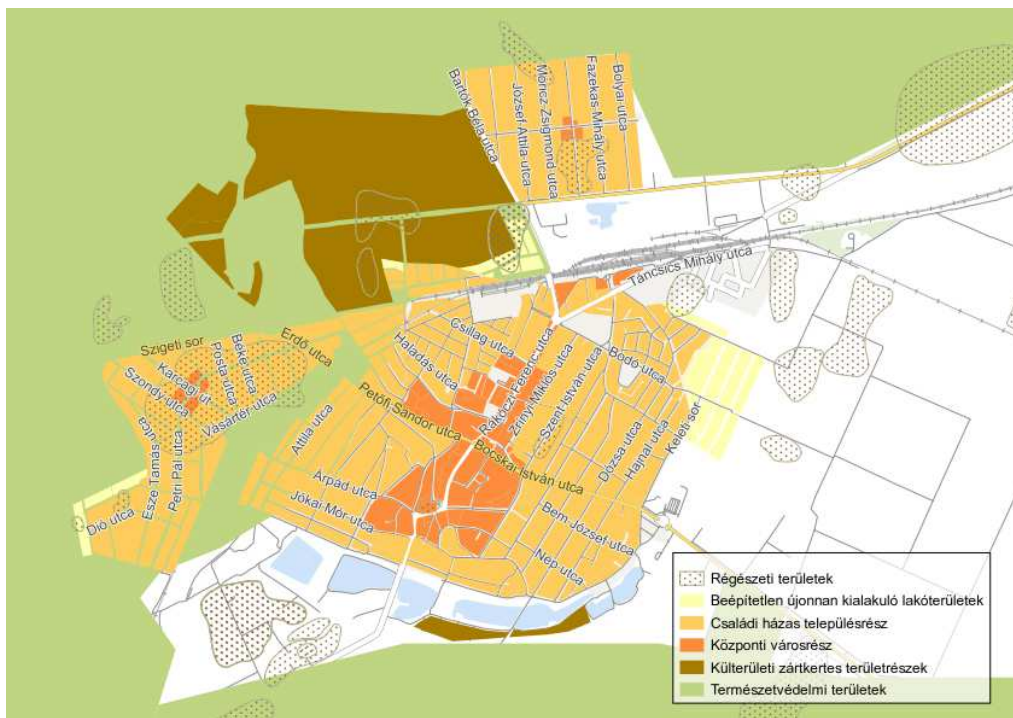 Bartók Béla utca
József Attila utca
Móricz Zsigmond utca
Fazekas Mihály utca
Bolyai utca
Táncsics Mihály utca
Szigeti sor
Erdő utca
Béke utca
Posta utca
Karcagi út
Szondy utca
Vásártér utca
Esze Tamás utca
Petri Pál utca
Dió utca
Csillag utca
Haladás utca
Rákóczi Ferenc utca
Zrínyi Miklós utca
Szent István utca
Bodó utca
Petőfi Sándor utca
Bocskai István utca
Attila utca
Árpád utca
Jókai Mór utca
Dózsa utca
Hajnal utca
Keleti sor
Bem József utca
Nép utca
Régészeti területek
Beépítetlen újonnan kialakuló lakóterületek
Családi házas településrész
Központi városrész
Külterületi zártkertes területrészek
Természetvédelmi területek